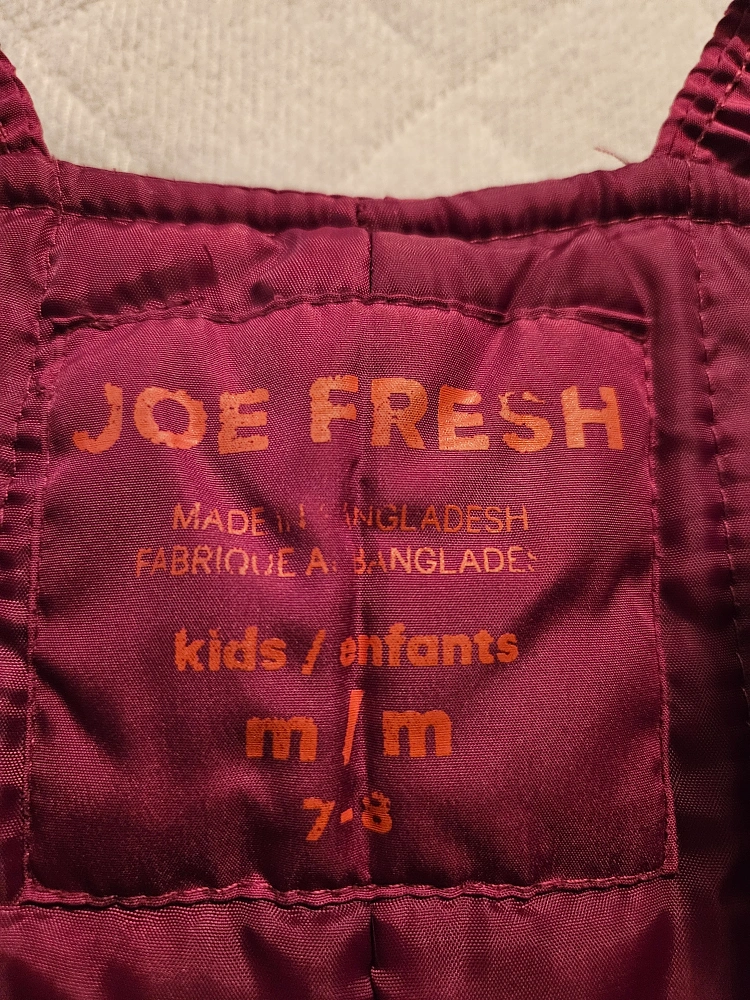 JOE FRESH
MADE IN BANGLADESH
FABRIQUE AU BANGLADESH
kids / enfants
m / m
7-8